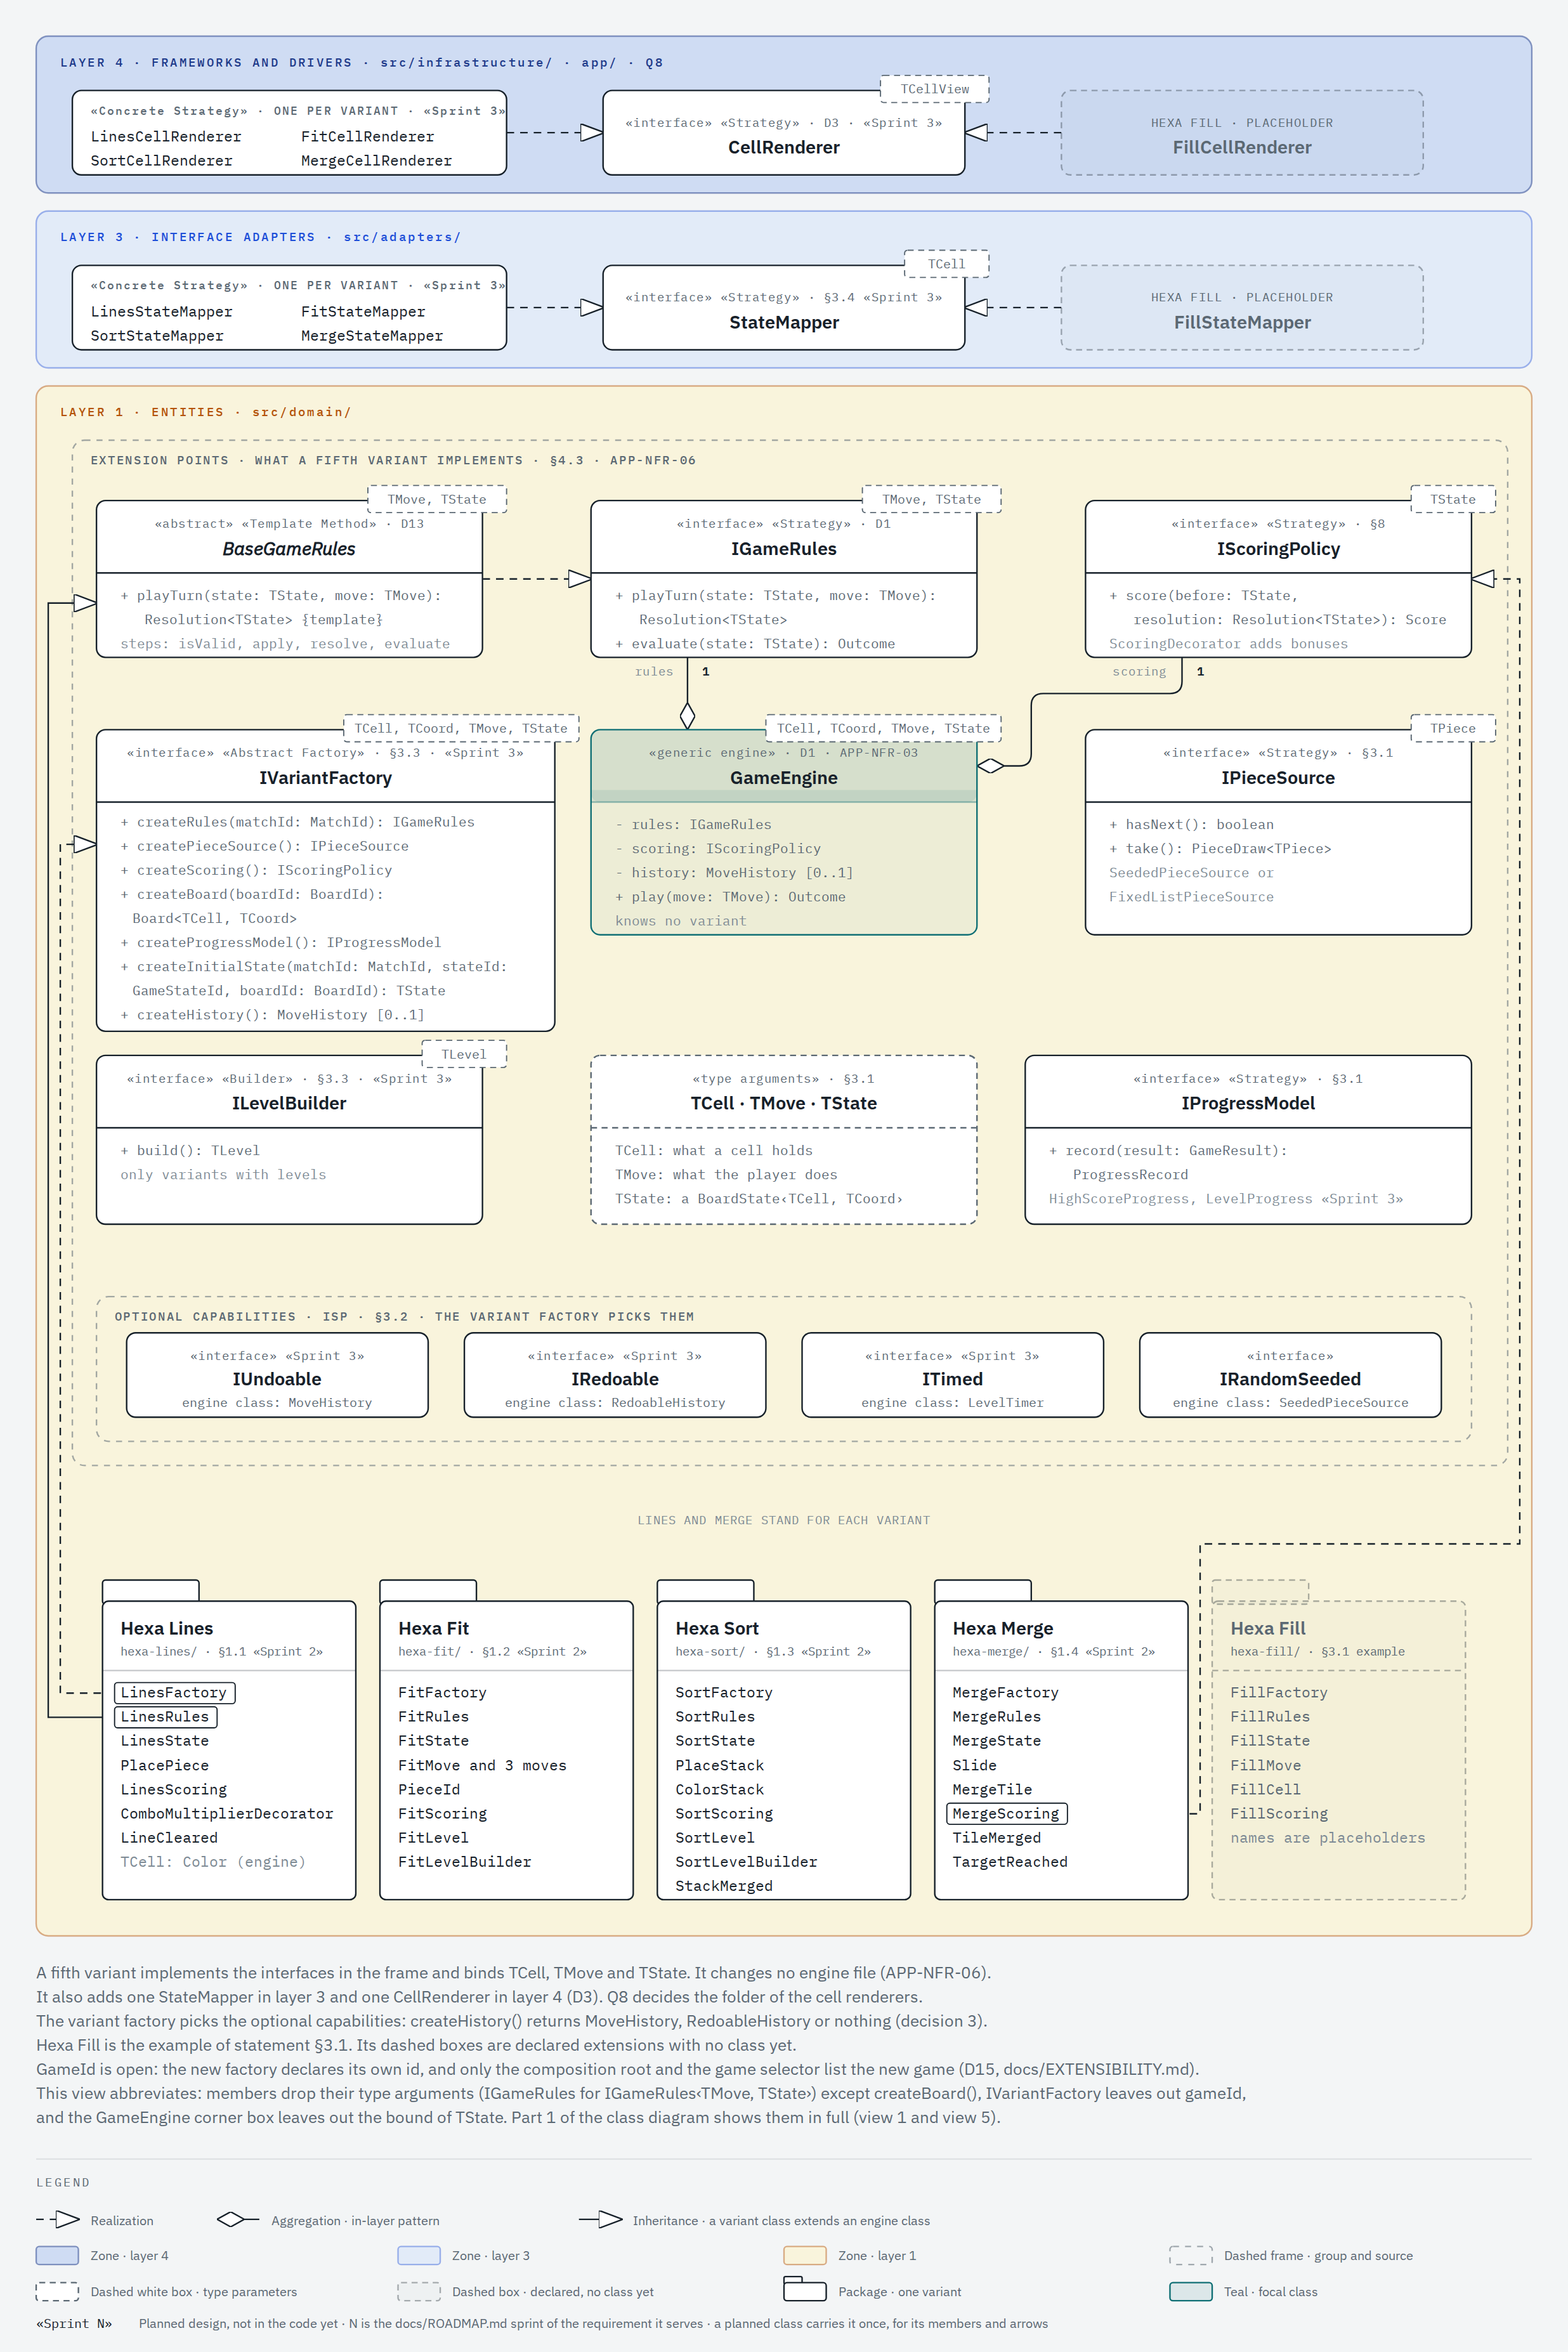 LAYER 4 · FRAMEWORKS AND DRIVERS · src/infrastructure/ · app/ · Q8
TCellView
«Concrete Strategy» · ONE PER VARIANT · «Sprint 3»
LinesCellRenderer FitCellRenderer
SortCellRenderer MergeCellRenderer
«interface» «Strategy» · D3 · «Sprint 3»
CellRenderer
HEXA FILL · PLACEHOLDER
FillCellRenderer
LAYER 3 · INTERFACE ADAPTERS · src/adapters/
TCell
«Concrete Strategy» · ONE PER VARIANT · «Sprint 3»
LinesStateMapper FitStateMapper
SortStateMapper MergeStateMapper
«interface» «Strategy» · §3.4 «Sprint 3»
StateMapper
HEXA FILL · PLACEHOLDER
FillStateMapper
LAYER 1 · ENTITIES · src/domain/
EXTENSION POINTS · WHAT A FIFTH VARIANT IMPLEMENTS · §4.3 · APP-NFR-06
TMove, TState
«abstract» «Template Method» · D13
BaseGameRules
+ playTurn(state: TState, move: TMove):
Resolution<TState> {template}
steps: isValid, apply, resolve, evaluate
TMove, TState
«interface» «Strategy» · D1
IGameRules
+ playTurn(state: TState, move: TMove):
Resolution<TState>
+ evaluate(state: TState): Outcome
TState
«interface» «Strategy» · §8
IScoringPolicy
+ score(before: TState,
resolution: Resolution<TState>): Score
ScoringDecorator adds bonuses
rules 1
scoring 1
TCell, TCoord, TMove, TState
«interface» «Abstract Factory» · §3.3 · «Sprint 3»
IVariantFactory
+ createRules(matchId: MatchId): IGameRules
+ createPieceSource(): IPieceSource
+ createScoring(): IScoringPolicy
+ createBoard(boardId: BoardId):
Board<TCell, TCoord>
+ createProgressModel(): IProgressModel
+ createInitialState(matchId: MatchId, stateId:
GameStateId, boardId: BoardId): TState
+ createHistory(): MoveHistory [0..1]
TCell, TCoord, TMove, TState
«generic engine» · D1 · APP-NFR-03
GameEngine
- rules: IGameRules
- scoring: IScoringPolicy
- history: MoveHistory [0..1]
+ play(move: TMove): Outcome
knows no variant
TPiece
«interface» «Strategy» · §3.1
IPieceSource
+ hasNext(): boolean
+ take(): PieceDraw<TPiece>
SeededPieceSource or
FixedListPieceSource
TLevel
«interface» «Builder» · §3.3 · «Sprint 3»
ILevelBuilder
+ build(): TLevel
only variants with levels
«type arguments» · §3.1
TCell · TMove · TState
TCell: what a cell holds
TMove: what the player does
TState: a BoardState‹TCell, TCoord›
«interface» «Strategy» · §3.1
IProgressModel
+ record(result: GameResult):
ProgressRecord
HighScoreProgress, LevelProgress «Sprint 3»
OPTIONAL CAPABILITIES · ISP · §3.2 · THE VARIANT FACTORY PICKS THEM
«interface» «Sprint 3»
IUndoable
engine class: MoveHistory
«interface» «Sprint 3»
IRedoable
engine class: RedoableHistory
«interface» «Sprint 3»
ITimed
engine class: LevelTimer
«interface»
IRandomSeeded
engine class: SeededPieceSource
LINES AND MERGE STAND FOR EACH VARIANT
Hexa Lines
hexa-lines/ · §1.1 «Sprint 2»
LinesFactory
LinesRules
LinesState
PlacePiece
LinesScoring
ComboMultiplierDecorator
LineCleared
TCell: Color (engine)
Hexa Fit
hexa-fit/ · §1.2 «Sprint 2»
FitFactory
FitRules
FitState
FitMove and 3 moves
PieceId
FitScoring
FitLevel
FitLevelBuilder
Hexa Sort
hexa-sort/ · §1.3 «Sprint 2»
SortFactory
SortRules
SortState
PlaceStack
ColorStack
SortScoring
SortLevel
SortLevelBuilder
StackMerged
Hexa Merge
hexa-merge/ · §1.4 «Sprint 2»
MergeFactory
MergeRules
MergeState
Slide
MergeTile
MergeScoring
TileMerged
TargetReached
Hexa Fill
hexa-fill/ · §3.1 example
FillFactory
FillRules
FillState
FillMove
FillCell
FillScoring
names are placeholders
A fifth variant implements the interfaces in the frame and binds TCell, TMove and TState. It changes no engine file (APP-NFR-06).
It also adds one StateMapper in layer 3 and one CellRenderer in layer 4 (D3). Q8 decides the folder of the cell renderers.
The variant factory picks the optional capabilities: createHistory() returns MoveHistory, RedoableHistory or nothing (decision 3).
Hexa Fill is the example of statement §3.1. Its dashed boxes are declared extensions with no class yet.
GameId is open: the new factory declares its own id, and only the composition root and the game selector list the new game (D15, docs/EXTENSIBILITY.md).
This view abbreviates: members drop their type arguments (IGameRules for IGameRules‹TMove, TState›) except createBoard(), IVariantFactory leaves out gameId,
and the GameEngine corner box leaves out the bound of TState. Part 1 of the class diagram shows them in full (view 1 and view 5).
LEGEND
Realization
Aggregation · in-layer pattern
Inheritance · a variant class extends an engine class
Zone · layer 4
Zone · layer 3
Zone · layer 1
Dashed frame · group and source
Dashed white box · type parameters
Dashed box · declared, no class yet
Package · one variant
Teal · focal class
«Sprint N» Planned design, not in the code yet · N is the docs/ROADMAP.md sprint of the requirement it serves · a planned class carries it once, for its members and arrows